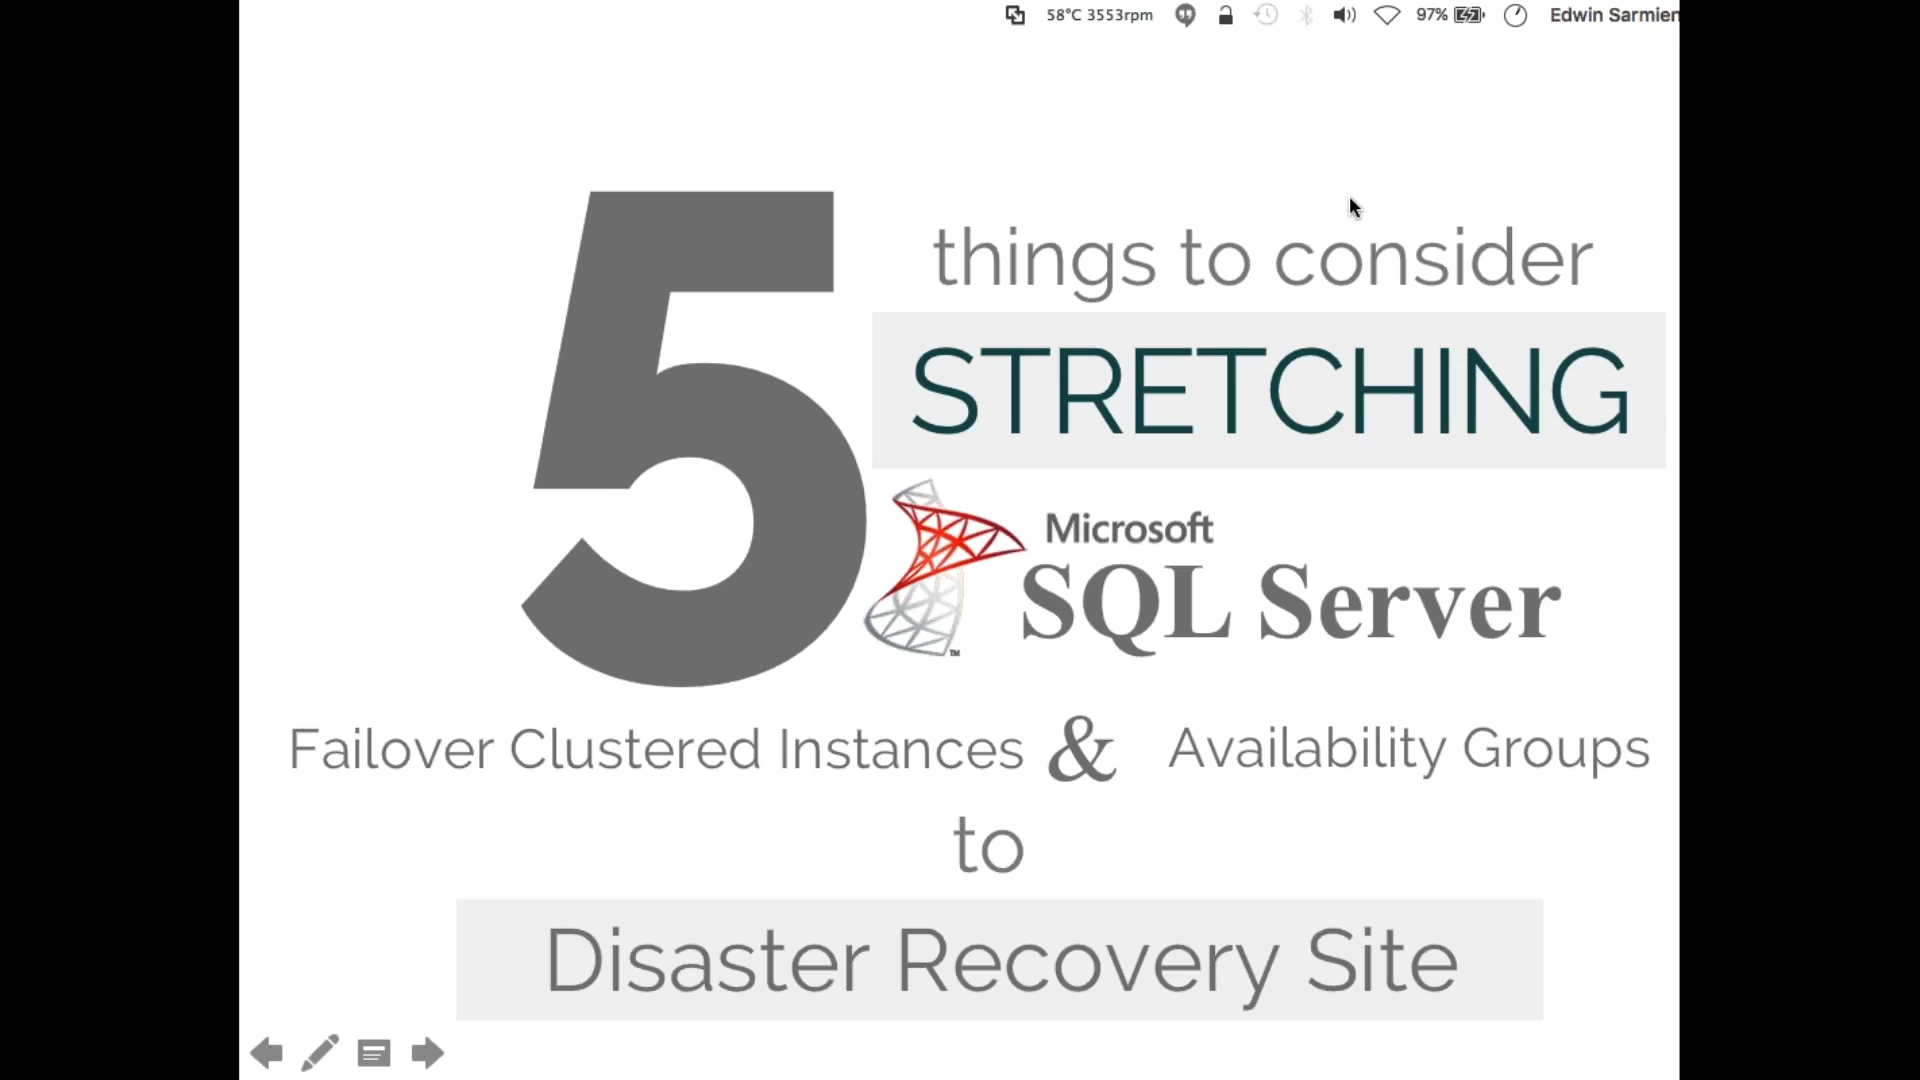 58°C 3553rpm 97% Edwin Sarmien
5
things to consider
STRETCHING
Microsoft
SQL Server
TM
Failover Clustered Instances & Availability Groups
to
Disaster Recovery Site